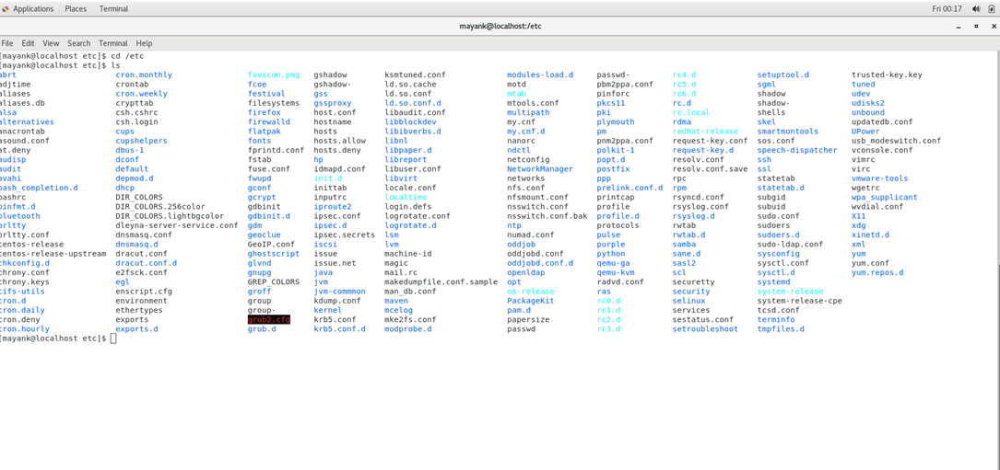 Applications Places Terminal Fri 00:17
mayank@localhost:/etc
File Edit View Search Terminal Help
[mayank@localhost etc]$ cd /etc
[mayank@localhost etc]$ ls
abrt cron.monthly favicon.png gshadow ksmtuned.conf modules-load.d passwd- rc4.d setuptool.d trusted-key.key
adjtime crontab fcoe gshadow- ld.so.cache motd pbm2ppa.conf rc5.d sgml tuned
aliases cron.weekly festival gss ld.so.conf mtab pinforc rc6.d shadow udev
aliases.db crypttab filesystems gssproxy ld.so.conf.d mtools.conf pkcs11 rc.d shadow- udisks2
alsa csh.cshrc firefox host.conf libaudit.conf multipath pki rc.local shells unbound
alternatives csh.login firewalld hostname libblockdev my.cnf plymouth rdma skel updatedb.conf
anacrontab cups flatpak hosts libibverbs.d my.cnf.d pm redhat-release smartmontools UPower
asound.conf cupshelpers fonts hosts.allow libnl nanorc pnm2ppa.conf request-key.conf sos.conf usb_modeswitch.conf
at.deny dbus-1 fprintd.conf hosts.deny libpaper.d ndctl polkit-1 request-key.d speech-dispatcher vconsole.conf
audisp dconf fstab hp libreport netconfig popt.d resolv.conf ssh vimrc
audit default fuse.conf idmapd.conf libuser.conf NetworkManager postfix resolv.conf.save ssl virc
avahi depmod.d fwupd init.d libvirt networks ppp rpc statetab vmware-tools
bash_completion.d dhcp gconf inittab locale.conf nfs.conf prelink.conf.d rpm statetab.d wgetrc
bashrc DIR_COLORS gcrypt inputrc localtime nfsmount.conf printcap rsyncd.conf subgid wpa_supplicant
binfmt.d DIR_COLORS.256color gdbinit iproute2 login.defs nsswitch.conf profile rsyslog.conf subuid wvdial.conf
bluetooth DIR_COLORS.lightbgcolor gdbinit.d ipsec.conf logrotate.conf nsswitch.conf.bak profile.d rsyslog.d sudo.conf X11
brltty dleyna-server-service.conf gdm ipsec.d logrotate.d ntp protocols rwtab sudoers xdg
brltty.conf dnsmasq.conf geoclue ipsec.secrets lsm numad.conf pulse rwtab.d sudoers.d xinetd.d
centos-release dnsmasq.d GeoIP.conf iscsi lvm oddjob purple samba sudo-ldap.conf xml
centos-release-upstream dracut.conf ghostscript issue machine-id oddjobd.conf python sane.d sysconfig yum
chkconfig.d dracut.conf.d glvnd issue.net magic oddjobd.conf.d qemu-ga sasl2 sysctl.conf yum.conf
chrony.conf e2fsck.conf gnupg java mail.rc openldap qemu-kvm scl sysctl.d yum.repos.d
chrony.keys egl GREP_COLORS jvm makedumpfile.conf.sample opt radvd.conf securetty systemd
cifs-utils enscript.cfg groff jvm-commmon man_db.conf os-release ras security system-release
cron.d environment group kdump.conf maven PackageKit rc0.d selinux system-release-cpe
cron.daily ethertypes group- kernel mcelog pam.d rc1.d services tcsd.conf
cron.deny exports grub2.cfg krb5.conf mke2fs.conf papersize rc2.d sestatus.conf terminfo
cron.hourly exports.d grub.d krb5.conf.d modprobe.d passwd rc3.d setroubleshoot tmpfiles.d
[mayank@localhost etc]$